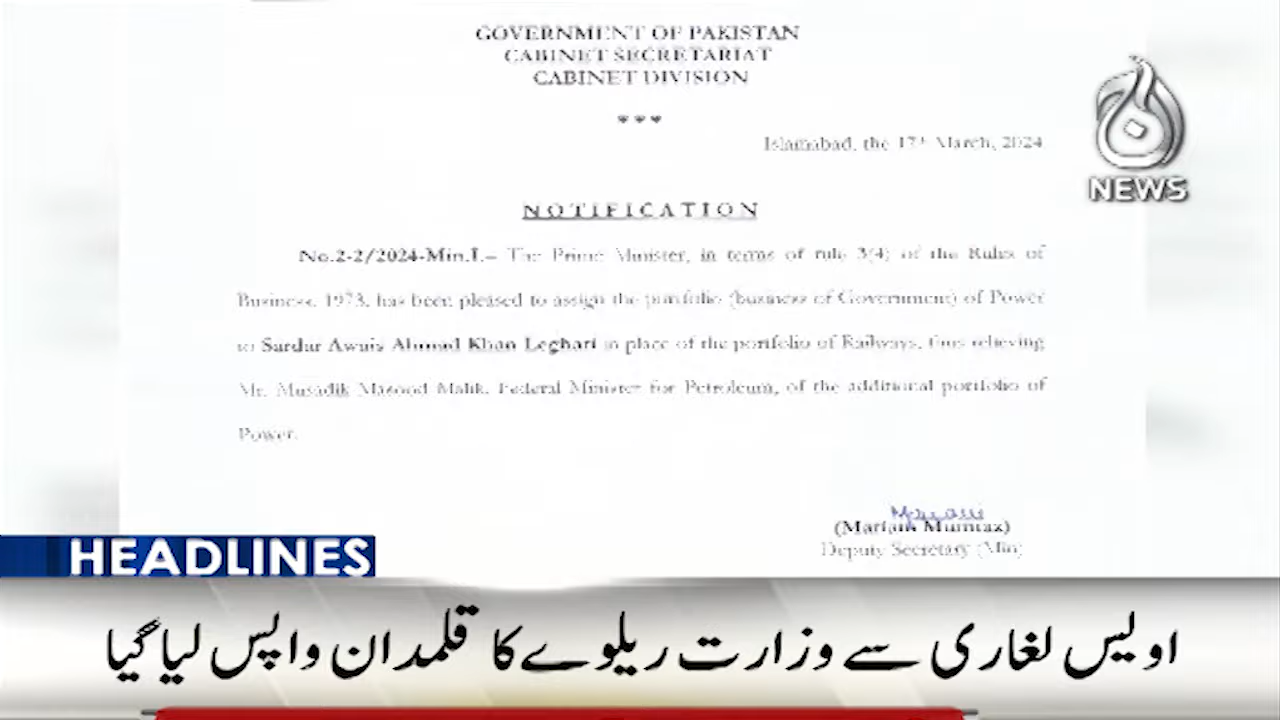 GOVERNMENT OF PAKISTAN
CABINET SECRETARIAT
CABINET DIVISION
***
Islamabad, the 17th March, 2024
NOTIFICATION
No.2-2/2024-Min.I.– The Prime Minister, in terms of rule 3(4) of the Rules of
Business, 1973, has been pleased to assign the portfolio (business of Government) of Power
to Sardar Awais Ahmad Khan Leghari in place of the portfolio of Railways, thus relieving
Mr. Musadik Masood Malik, Federal Minister for Petroleum, of the additional portfolio of
Power.
(Mariam Mumtaz)
Deputy Secretary (Min)
NEWS
HEADLINES
اویس لغاری سے وزارت ریلوے کا قلمدان واپس لیا گیا